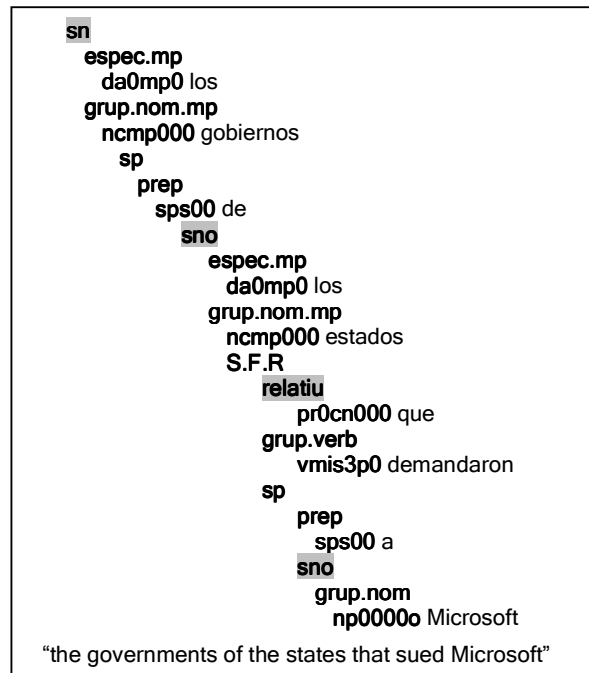 sn
espec.mp
da0mp0 los
grup.nom.mp
ncmp000 gobiernos
sp
prep
sps00 de
sno
espec.mp
da0mp0 los
grup.nom.mp
ncmp000 estados
S.F.R
relatiu
pr0cn000 que
grup.verb
vmis3p0 demandaron
sp
prep
sps00 a
sno
grup.nom
np0000o Microsoft
“the governments of the states that sued Microsoft”